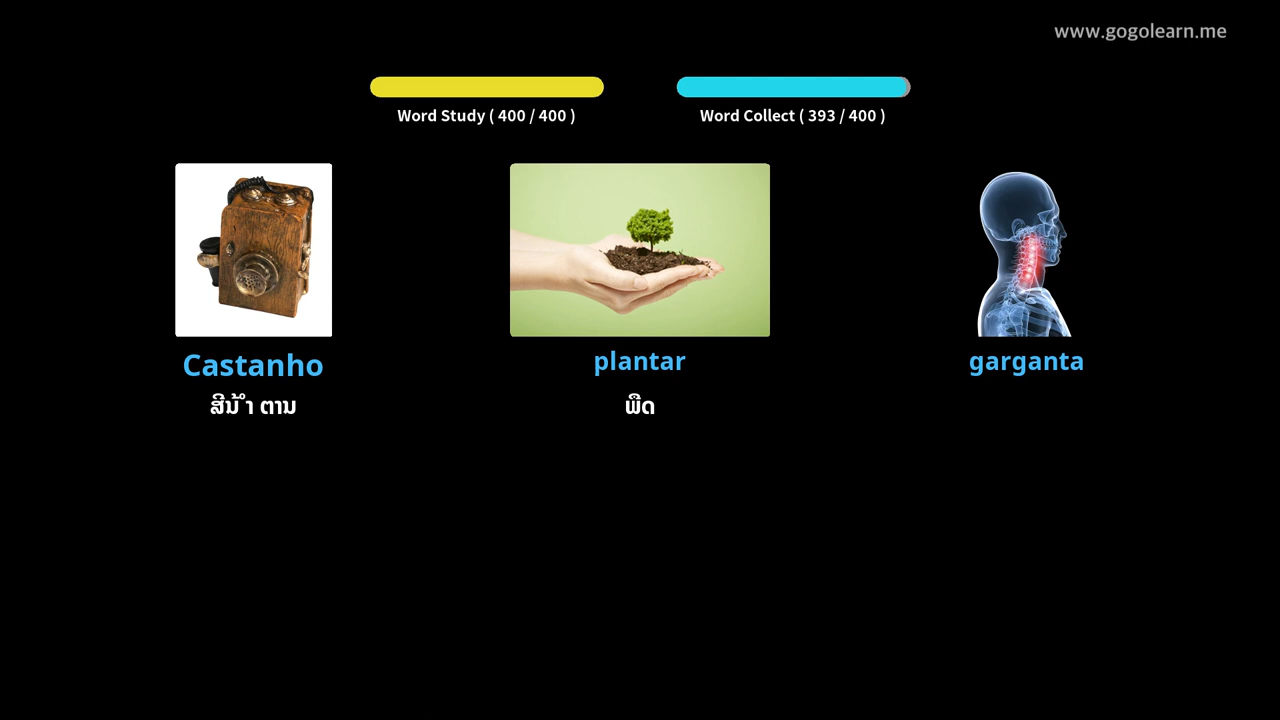 www.gogolearn.me
Word Study ( 400 / 400 )
Word Collect ( 393 / 400 )
Castanho
plantar
garganta
ສີນ້ຳ ຕານ
ພືດ